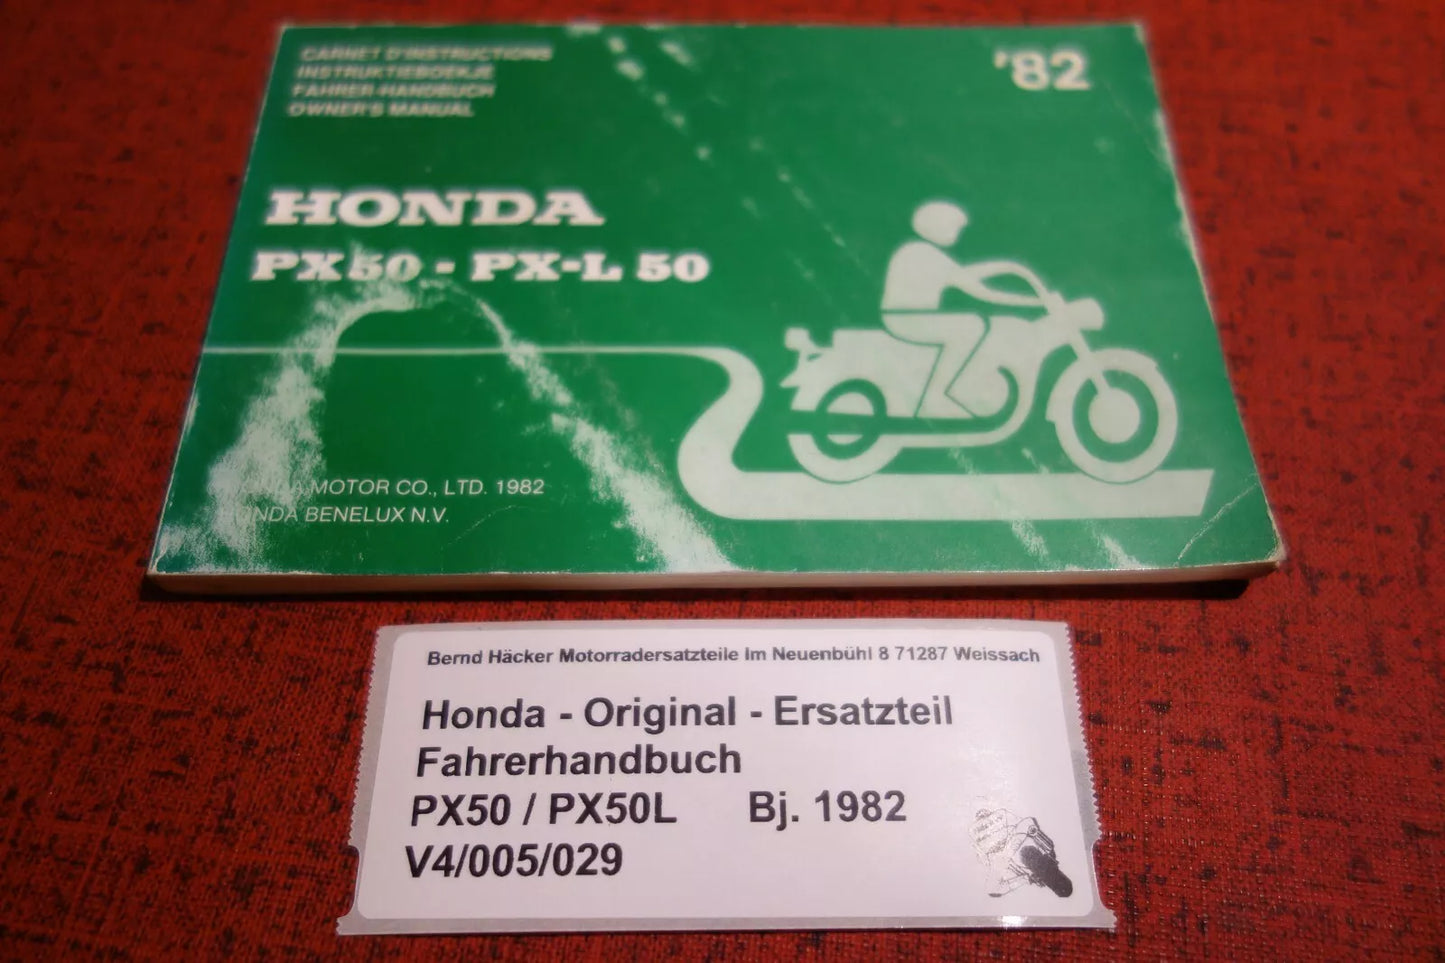 CARNET D'INSTRUCTIONS
INSTRUKTIEBOEKJE
FAHRER-HANDBUCH
OWNER'S MANUAL
'82
HONDA
PX50 - PX-L 50
HONDA MOTOR CO., LTD. 1982
HONDA BENELUX N.V.
Bernd Häcker Motorradersatzteile Im Neuenbühl 8 71287 Weissach
Honda - Original - Ersatzteil
Fahrerhandbuch
PX50 / PX50L Bj. 1982
V4/005/029